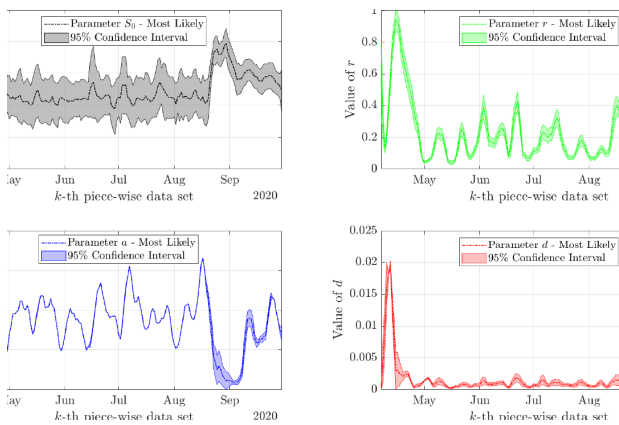 Parameter S0 - Most Likely
95% Confidence Interval
Jun Jul Aug Sep
k-th piece-wise data set 2020
Parameter r - Most Likely
95% Confidence Interval
Value of r
1
0.8
0.6
0.4
0.2
0
May Jun Jul Aug
k-th piece-wise data set
Parameter a - Most Likely
95% Confidence Interval
Jun Jul Aug Sep
k-th piece-wise data set 2020
Parameter d - Most Likely
95% Confidence Interval
Value of d
0.025
0.02
0.015
0.01
0.005
0
May Jun Jul Aug
k-th piece-wise data set